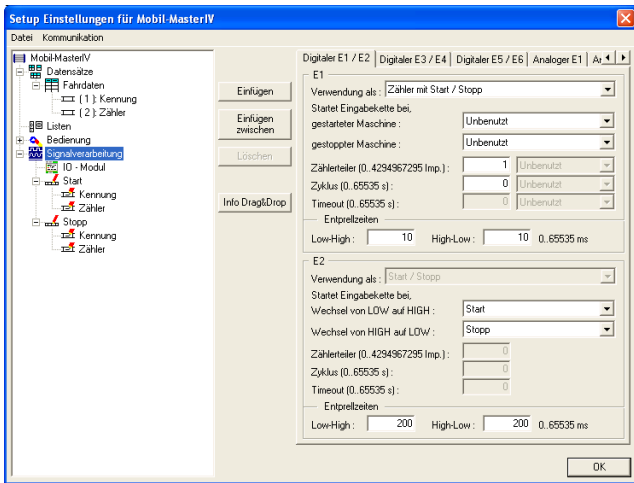 Setup Einstellungen für Mobil-MasterIV
Datei Kommunikation
Mobil-MasterIV
Datensätze
Fahrdaten
( 1 ): Kennung
( 2 ): Zähler
Listen
Bedienung
Signalverarbeitung
IO - Modul
Start
Kennung
Zähler
Stopp
Kennung
Zähler
Einfügen
Einfügen
zwischen
Löschen
Info Drag&Drop
Digitaler E1 / E2 Digitaler E3 / E4 Digitaler E5 / E6 Analoger E1
E1
Verwendung als : Zähler mit Start / Stopp
Startet Eingabekette bei,
gestarteter Maschine : Unbenutzt
gestoppter Maschine : Unbenutzt
Zählerteiler (0..4294967295 Imp.) : 1 Unbenutzt
Zyklus (0..65535 s) : 0 Unbenutzt
Timeout (0..65535 s) : 0 Unbenutzt
Entprellzeiten
Low-High : 10 High-Low : 10 0..65535 ms
E2
Verwendung als : Start / Stopp
Startet Eingabekette bei,
Wechsel von LOW auf HIGH : Start
Wechsel von HIGH auf LOW : Stopp
Zählerteiler (0..4294967295 Imp.) : 0
Zyklus (0..65535 s) : 0
Timeout (0..65535 s) : 0
Entprellzeiten
Low-High : 200 High-Low : 200 0..65535 ms
OK